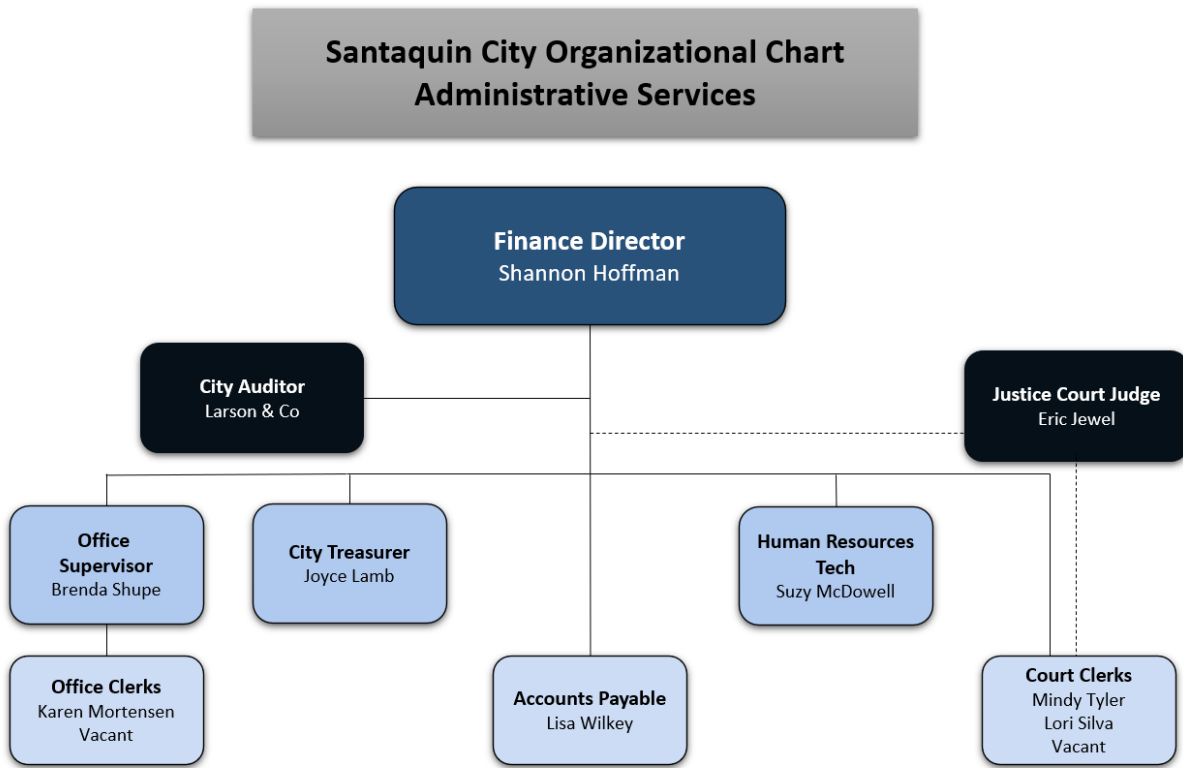 Santaquin City Organizational Chart
Administrative Services
Finance Director
Shannon Hoffman
City Auditor
Larson & Co
Justice Court Judge
Eric Jewel
Office
Supervisor
Brenda Shupe
City Treasurer
Joyce Lamb
Human Resources
Tech
Suzy McDowell
Office Clerks
Karen Mortensen
Vacant
Accounts Payable
Lisa Wilkey
Court Clerks
Mindy Tyler
Lori Silva
Vacant